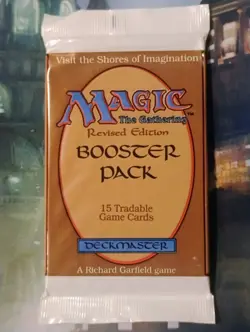 Visit the Shores of Imagination
MAGIC
The Gathering™
Revised Edition
BOOSTER
PACK
15 Tradable
Game Cards
DECKMASTER
A Richard Garfield game